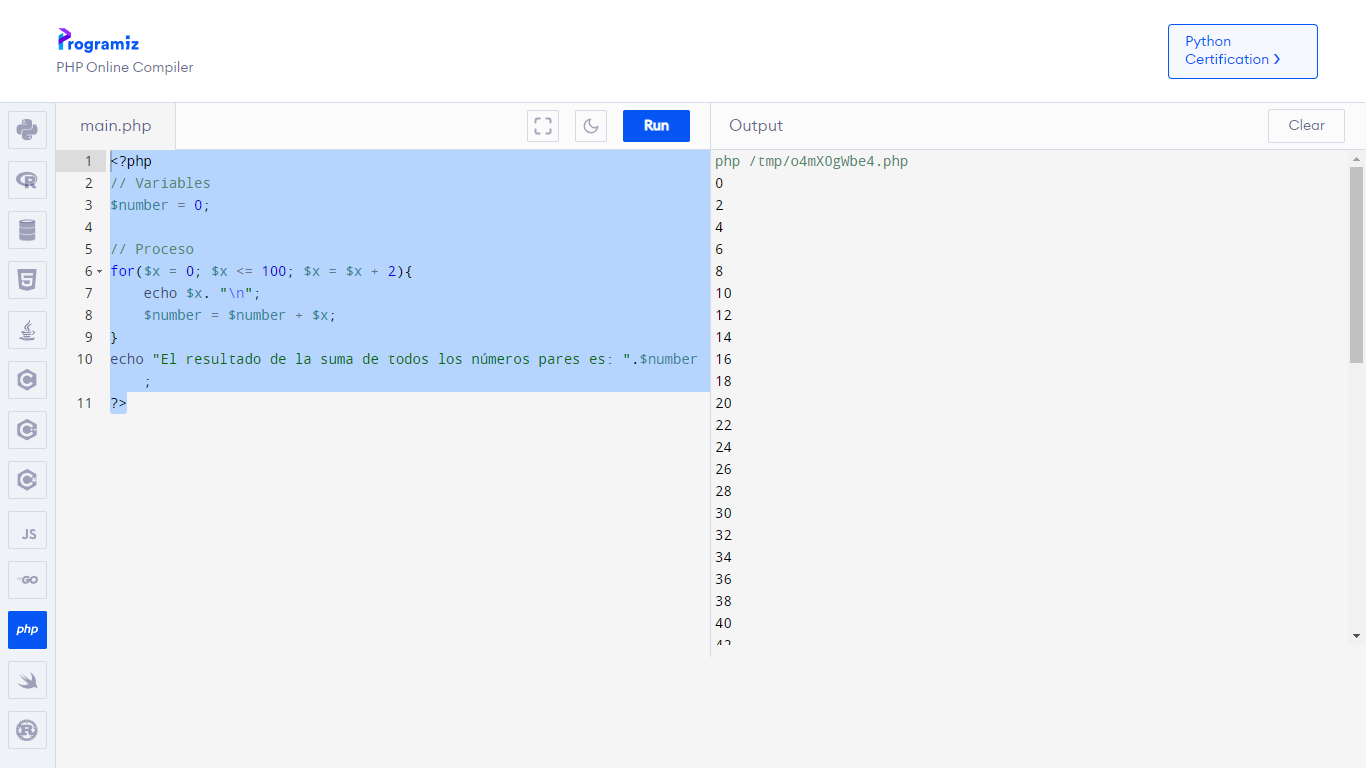 Programiz
PHP Online Compiler
Python
Certification ❯
main.php
Run
Output
Clear
1 <?php
2 // Variables
3 $number = 0;
4
5 // Proceso
6 for($x = 0; $x <= 100; $x = $x + 2){
7 echo $x. "\n";
8 $number = $number + $x;
9 }
10 echo "El resultado de la suma de todos los números pares es: ".$number
;
11 ?>
php /tmp/o4mX0gWbe4.php
0
2
4
6
8
10
12
14
16
18
20
22
24
26
28
30
32
34
36
38
40
42
R
5
C
C
C
JS
GO
php
R